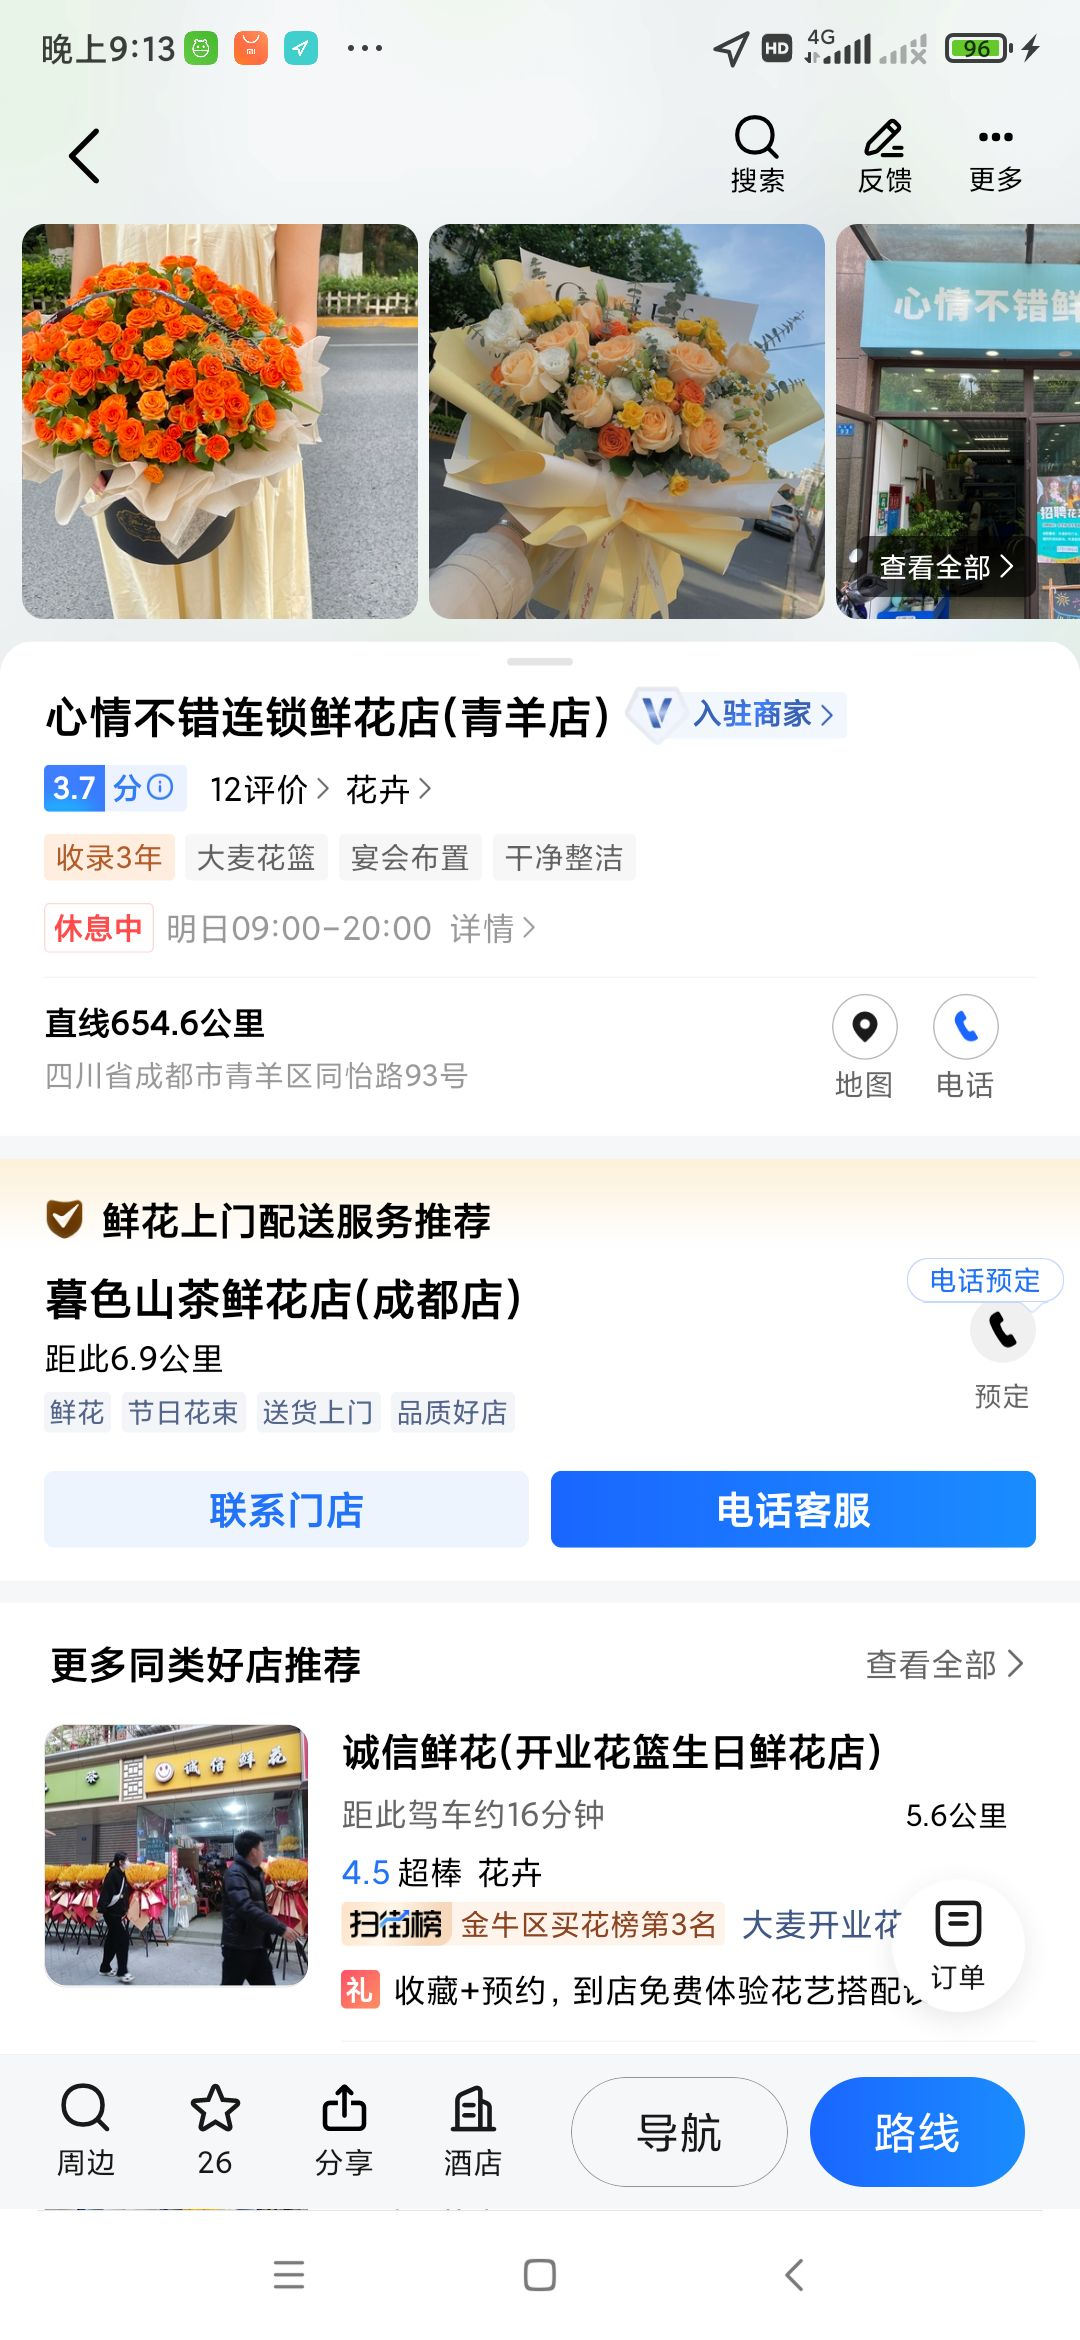 晚上9:13
HD 4G 96
搜索 反馈 更多
心情不错鲜
招聘花
查看全部
心情不错连锁鲜花店(青羊店) V 入驻商家
3.7分 12评价 花卉
收录3年 大麦花篮 宴会布置 干净整洁
休息中 明日09:00-20:00 详情
直线654.6公里
四川省成都市青羊区同怡路93号
地图 电话
鲜花上门配送服务推荐
暮色山茶鲜花店(成都店)
电话预定
距此6.9公里
预定
鲜花 节日花束 送货上门 品质好店
联系门店 电话客服
更多同类好店推荐 查看全部
茶 诚信鲜花
诚信鲜花(开业花篮生日鲜花店)
距此驾车约16分钟 5.6公里
4.5 超棒 花卉
扫街榜 金牛区买花榜第3名 大麦开业花
礼 收藏+预约, 到店免费体验花艺搭配
订单
周边 26 分享 酒店 导航 路线